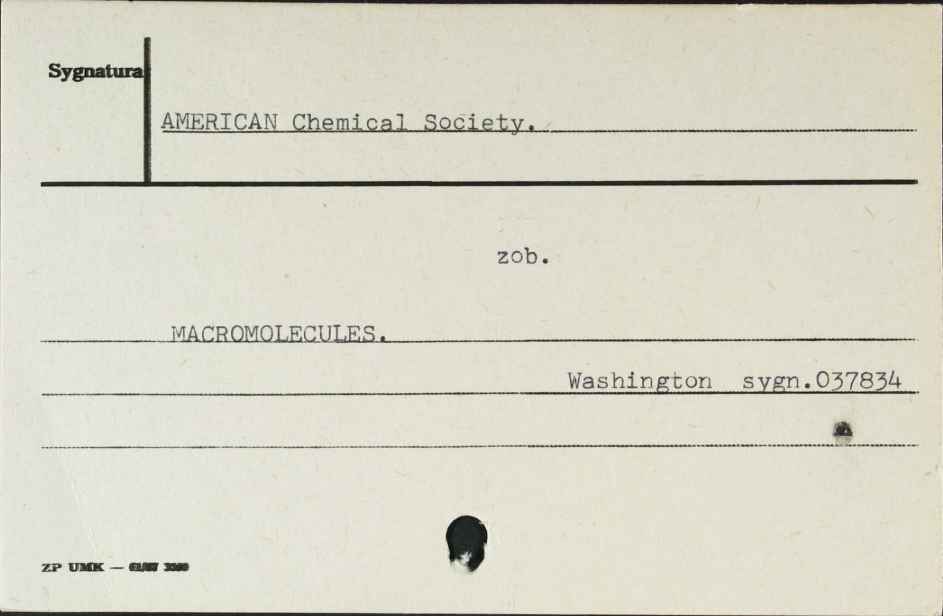 Sygnatura
AMERICAN Chemical Society.
zob.
MACROMOLECULES.
Washington sygn.037834
ZP UMK —